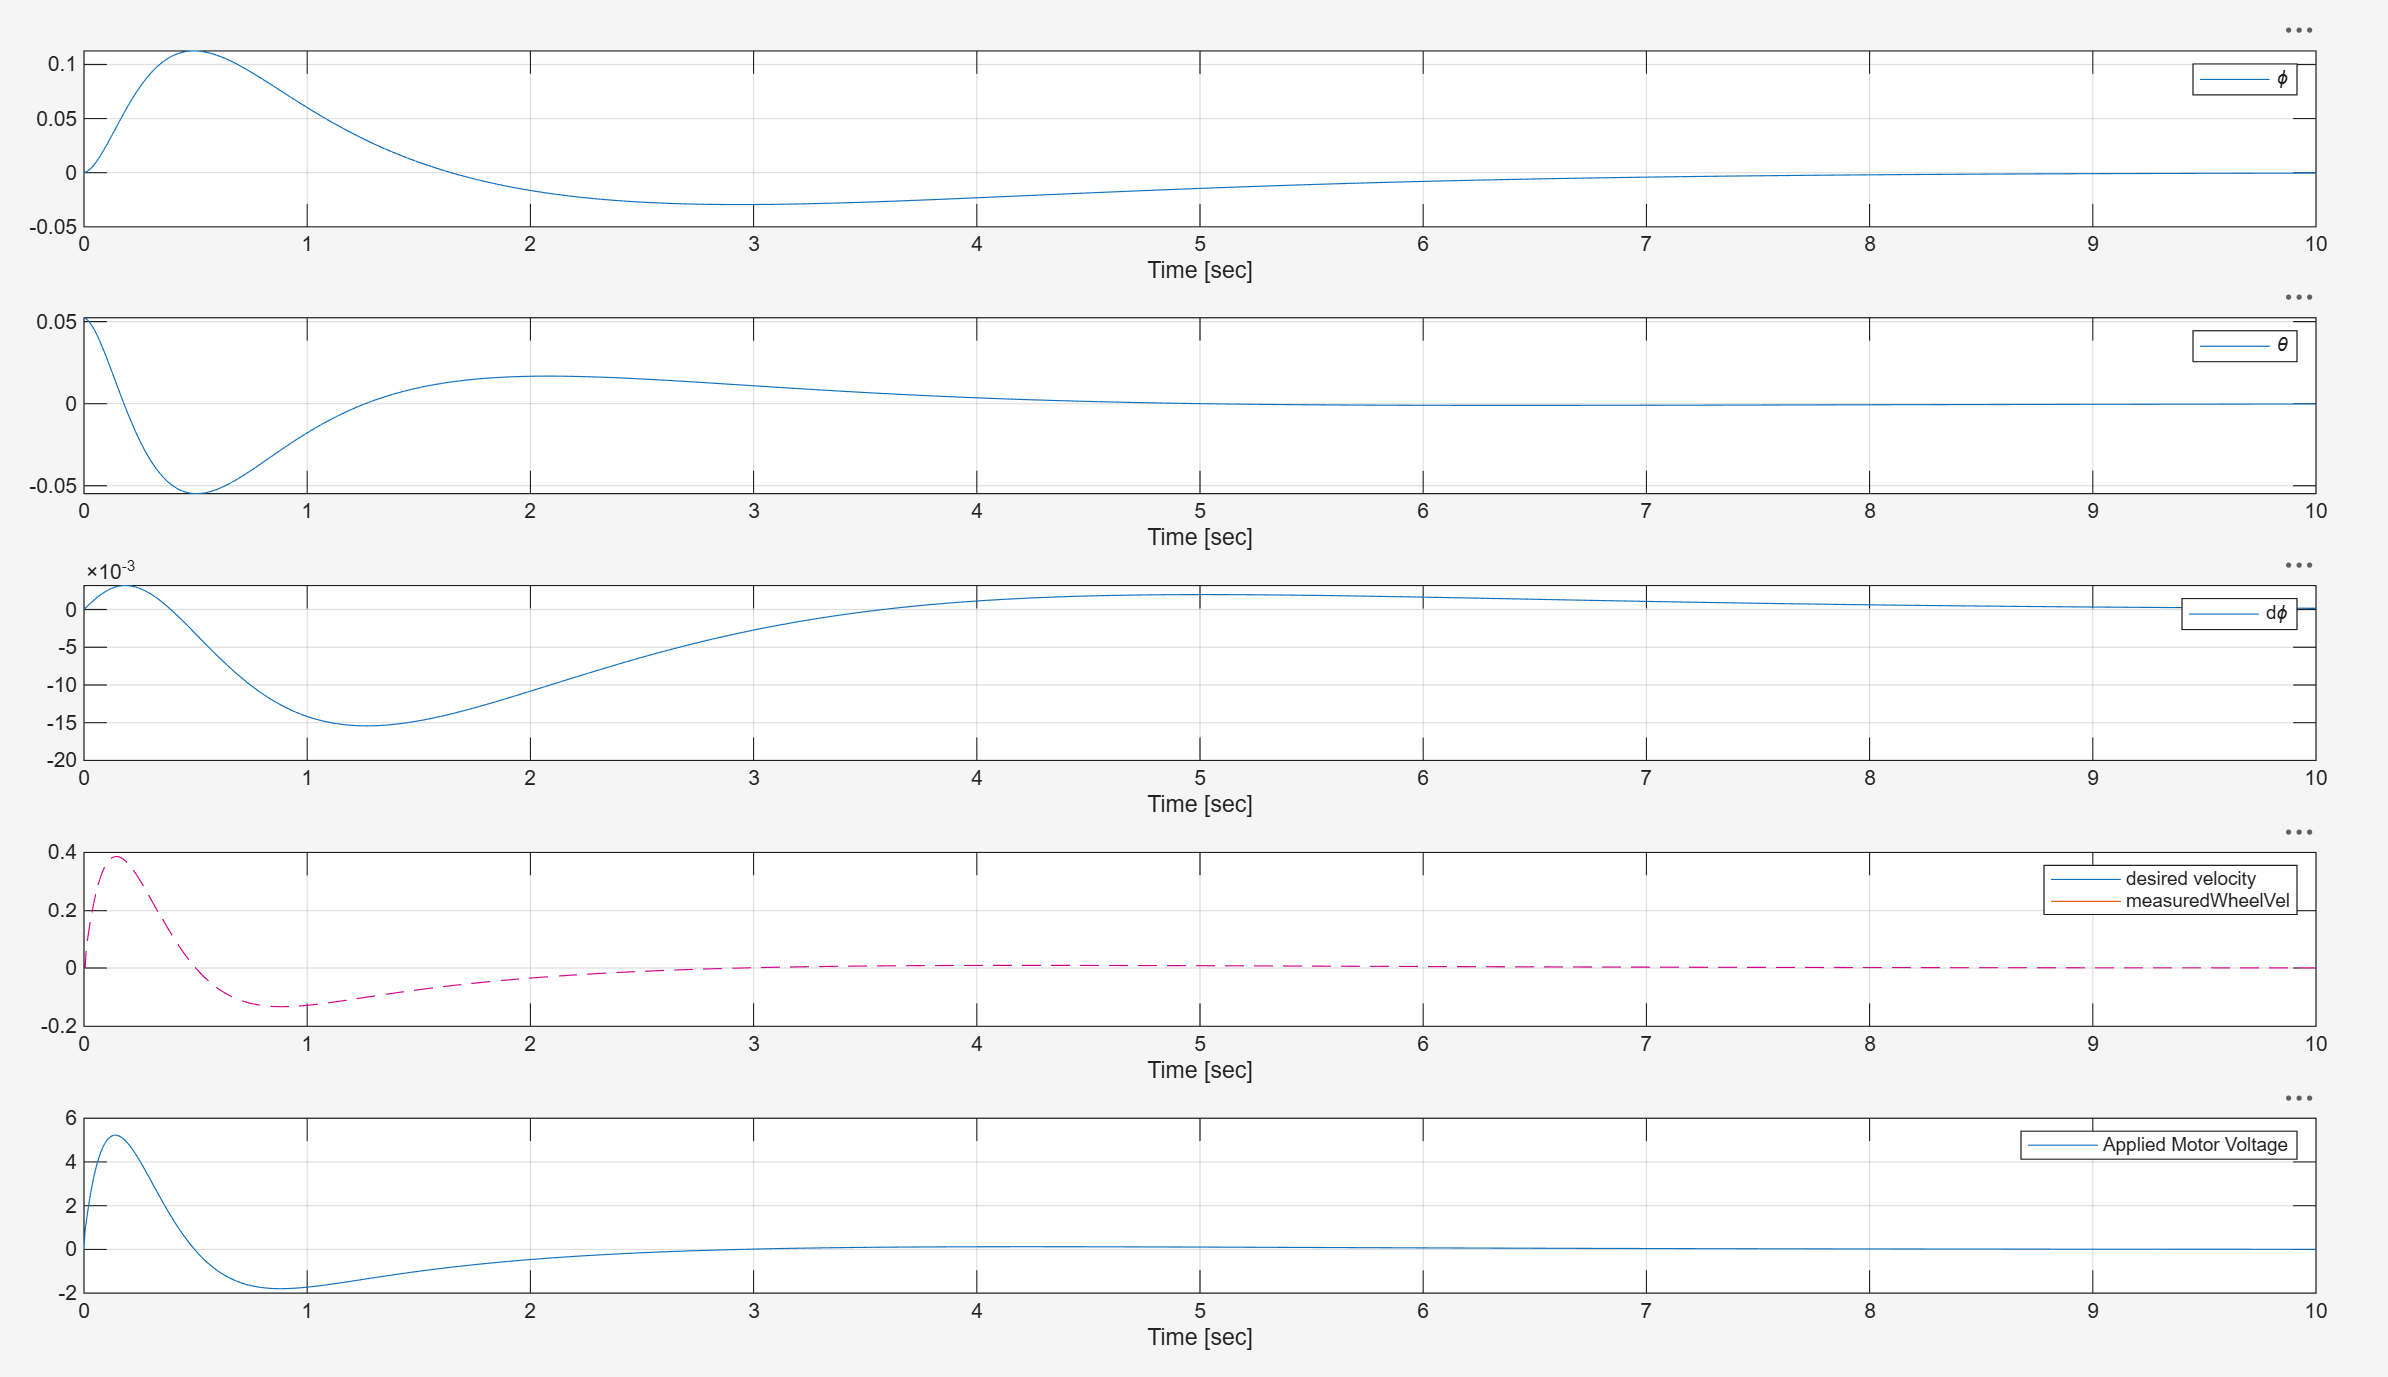 0.1
0.05
0
-0.05
ϕ
0 1 2 3 4 5 6 7 8 9 10
Time [sec]
0.05
0
-0.05
θ
0 1 2 3 4 5 6 7 8 9 10
Time [sec]
×10-3
0
-5
-10
-15
-20
dϕ
0 1 2 3 4 5 6 7 8 9 10
Time [sec]
0.4
0.2
0
-0.2
desired velocity
measuredWheelVel
0 1 2 3 4 5 6 7 8 9 10
Time [sec]
6
4
2
0
-2
Applied Motor Voltage
0 1 2 3 4 5 6 7 8 9 10
Time [sec]